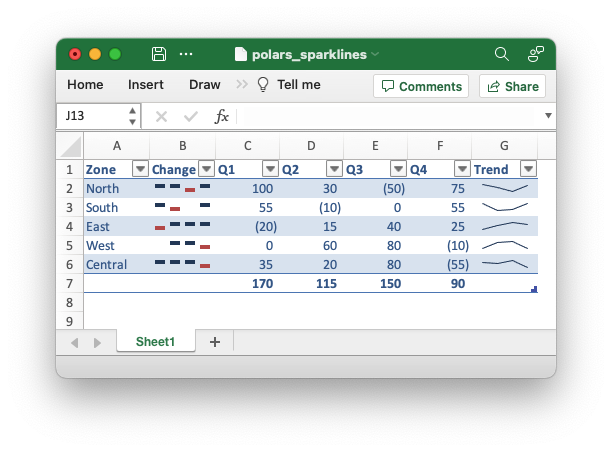 polars_sparklines
Home Insert Draw Tell me Comments Share
J13 fx
A B C D E F G
1 Zone Change Q1 Q2 Q3 Q4 Trend
2 North 100 30 (50) 75
3 South 55 (10) 0 55
4 East (20) 15 40 25
5 West 0 60 80 (10)
6 Central 35 20 80 (55)
7 170 115 150 90
8
9
Sheet1 +